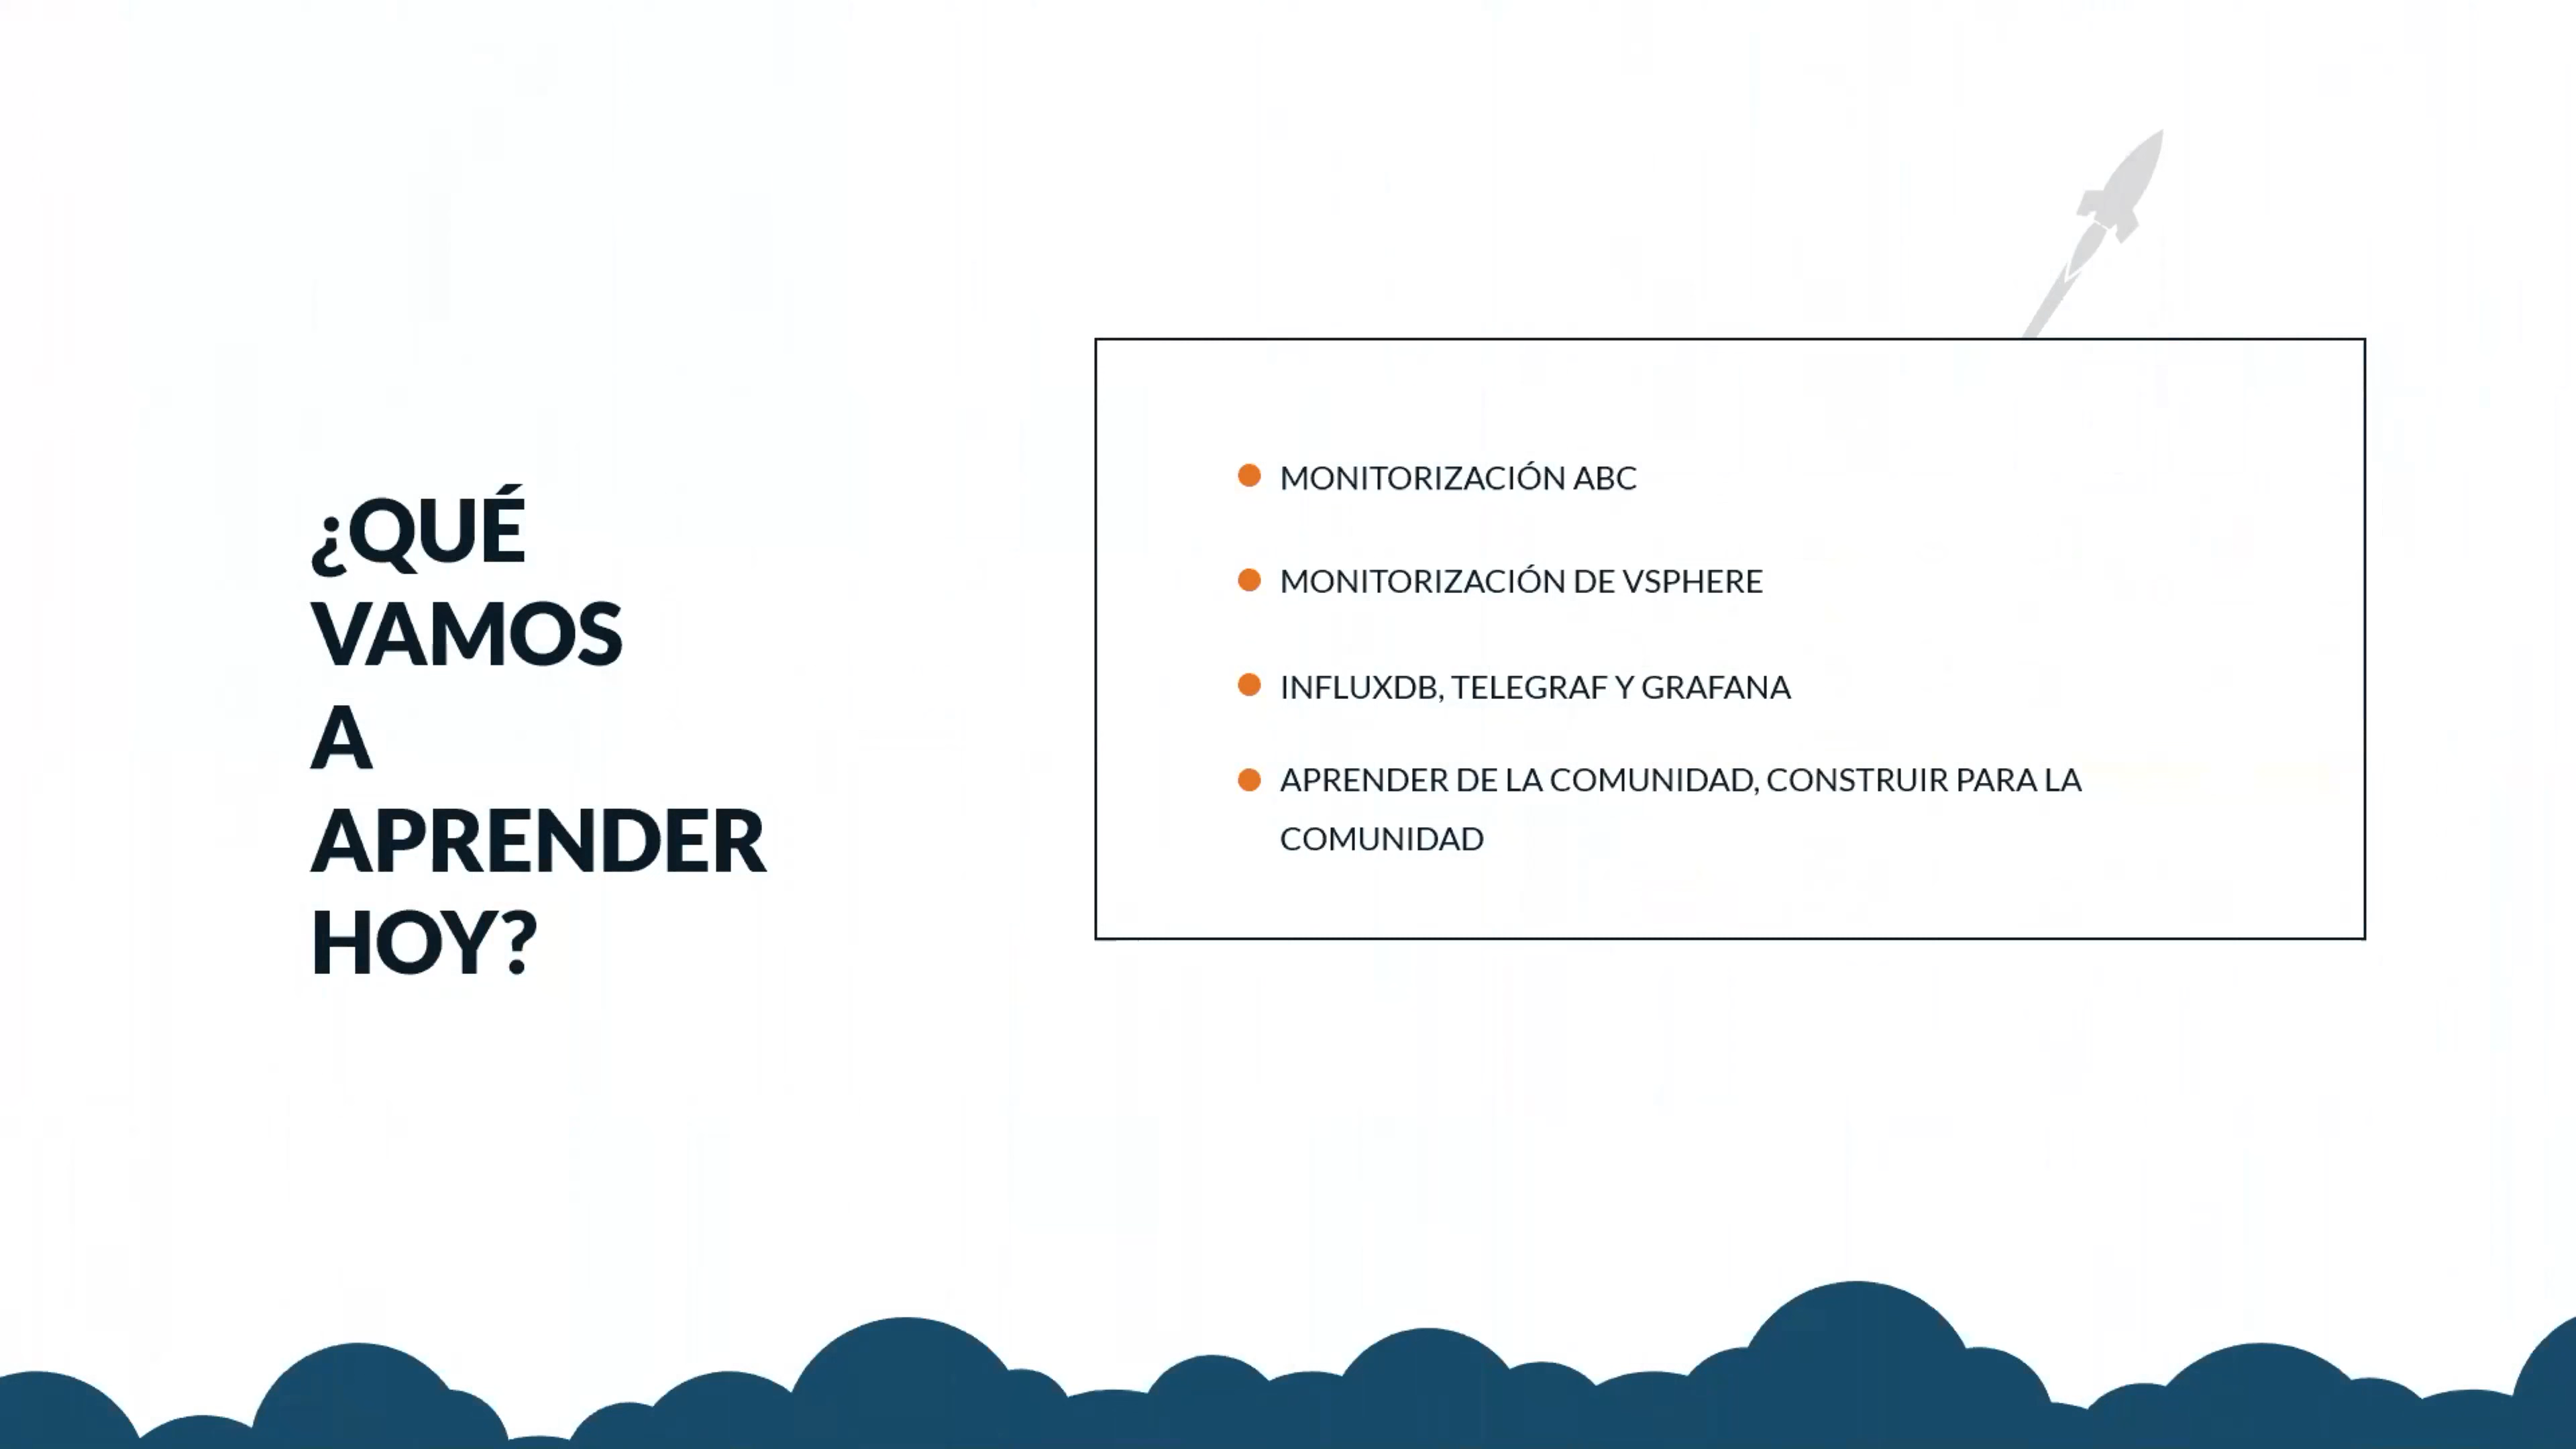 ¿QUÉ
VAMOS
A
APRENDER
HOY?
MONITORIZACIÓN ABC
MONITORIZACIÓN DE VSPHERE
INFLUXDB, TELEGRAF Y GRAFANA
APRENDER DE LA COMUNIDAD, CONSTRUIR PARA LA
COMUNIDAD